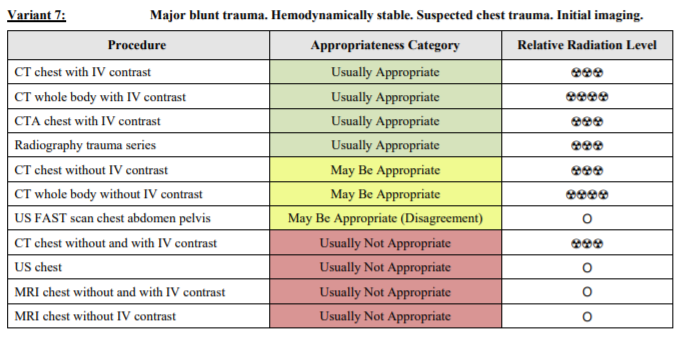 Variant 7: Major blunt trauma. Hemodynamically stable. Suspected chest trauma. Initial imaging.
Procedure Appropriateness Category Relative Radiation Level
CT chest with IV contrast Usually Appropriate ☢☢☢
CT whole body with IV contrast Usually Appropriate ☢☢☢☢
CTA chest with IV contrast Usually Appropriate ☢☢☢
Radiography trauma series Usually Appropriate ☢☢☢
CT chest without IV contrast May Be Appropriate ☢☢☢
CT whole body without IV contrast May Be Appropriate ☢☢☢☢
US FAST scan chest abdomen pelvis May Be Appropriate (Disagreement) O
CT chest without and with IV contrast Usually Not Appropriate ☢☢☢
US chest Usually Not Appropriate O
MRI chest without and with IV contrast Usually Not Appropriate O
MRI chest without IV contrast Usually Not Appropriate O